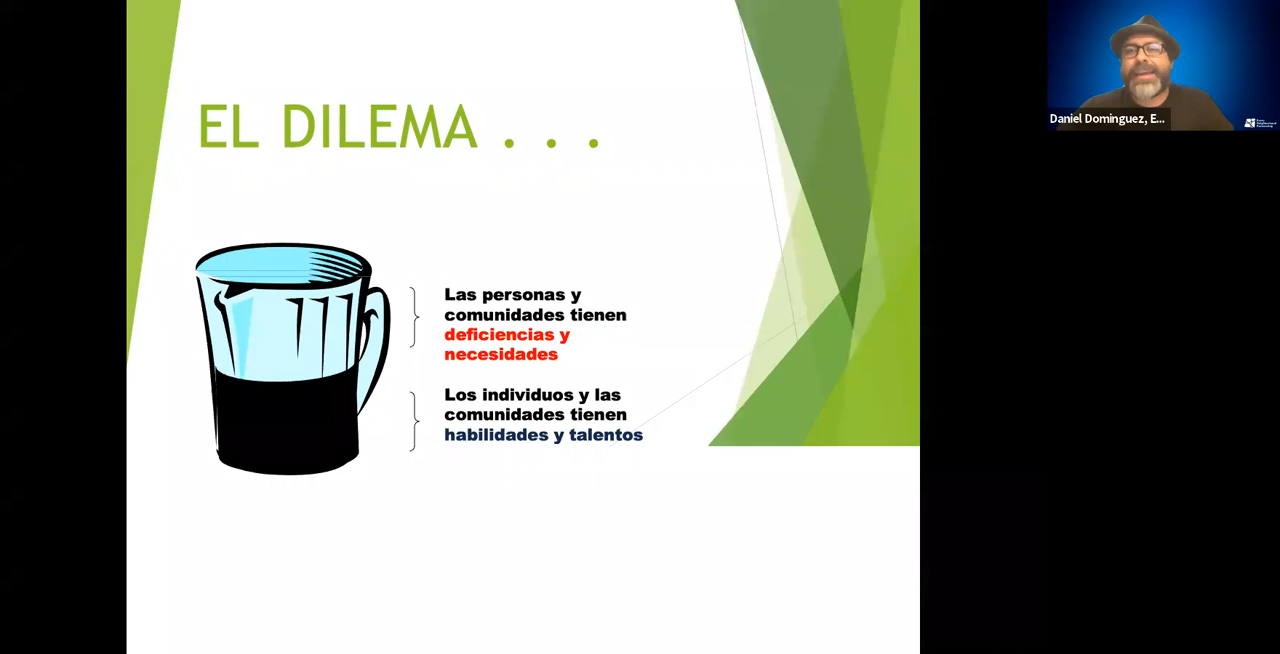 EL DILEMA . . .
Las personas y
comunidades tienen
deficiencias y
necesidades
Los individuos y las
comunidades tienen
habilidades y talentos
Daniel Dominguez, E...